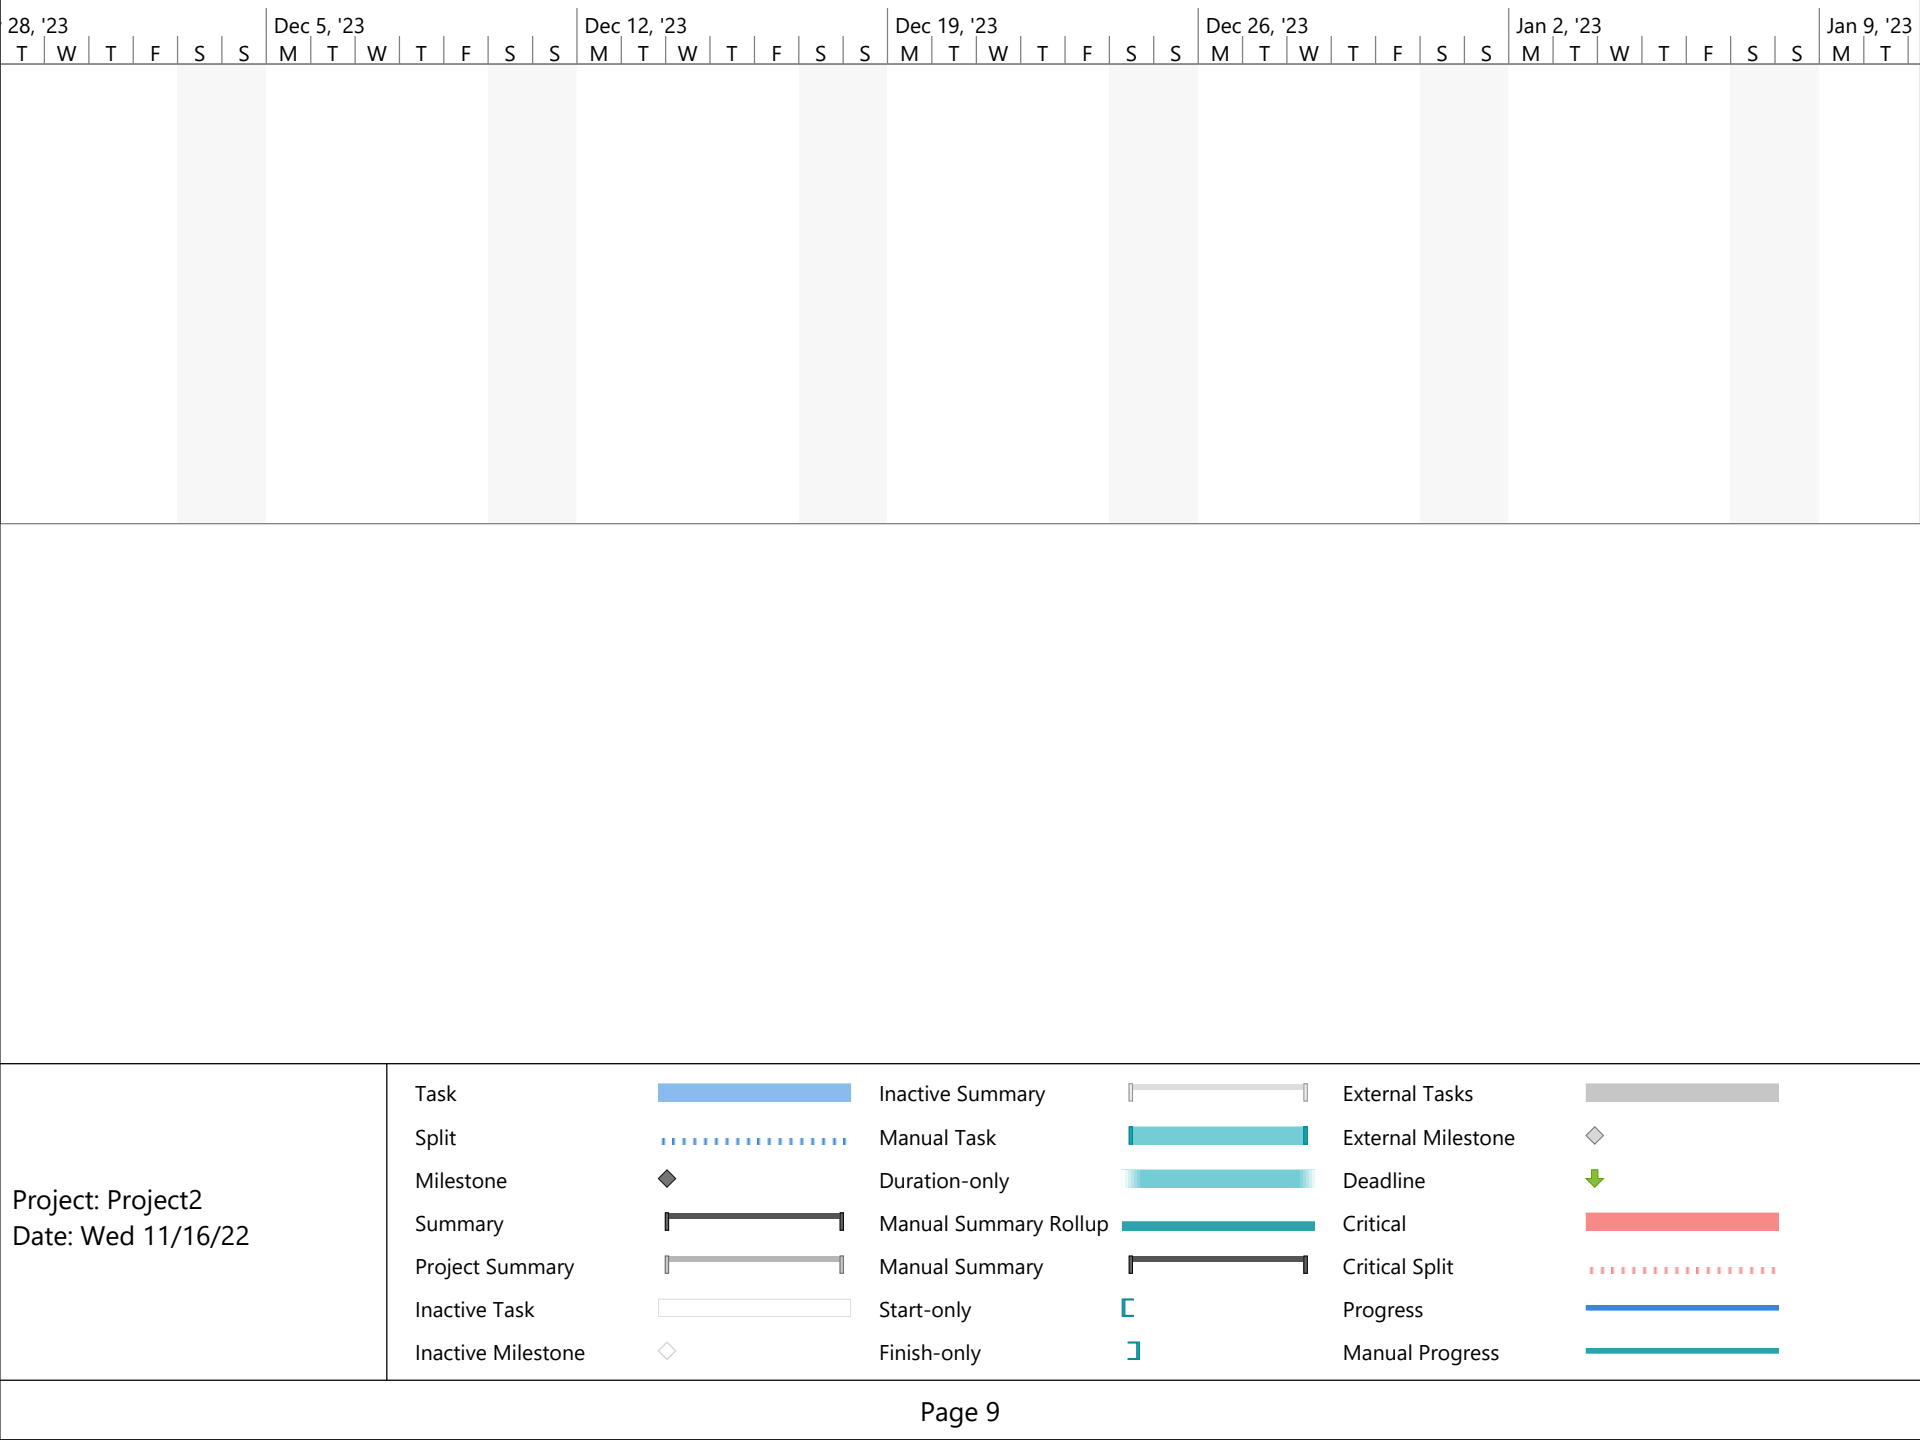 28, '23 Dec 5, '23 Dec 12, '23 Dec 19, '23 Dec 26, '23 Jan 2, '23 Jan 9, '23
T W T F S S M T W T F S S M T W T F S S M T W T F S S M T W T F S S M T W T F S S M T
Task Inactive Summary External Tasks
Split Manual Task External Milestone
Milestone Duration-only Deadline
Project: Project2
Summary Manual Summary Rollup Critical
Date: Wed 11/16/22
Project Summary Manual Summary Critical Split
Inactive Task Start-only Progress
Inactive Milestone Finish-only Manual Progress
Page 9